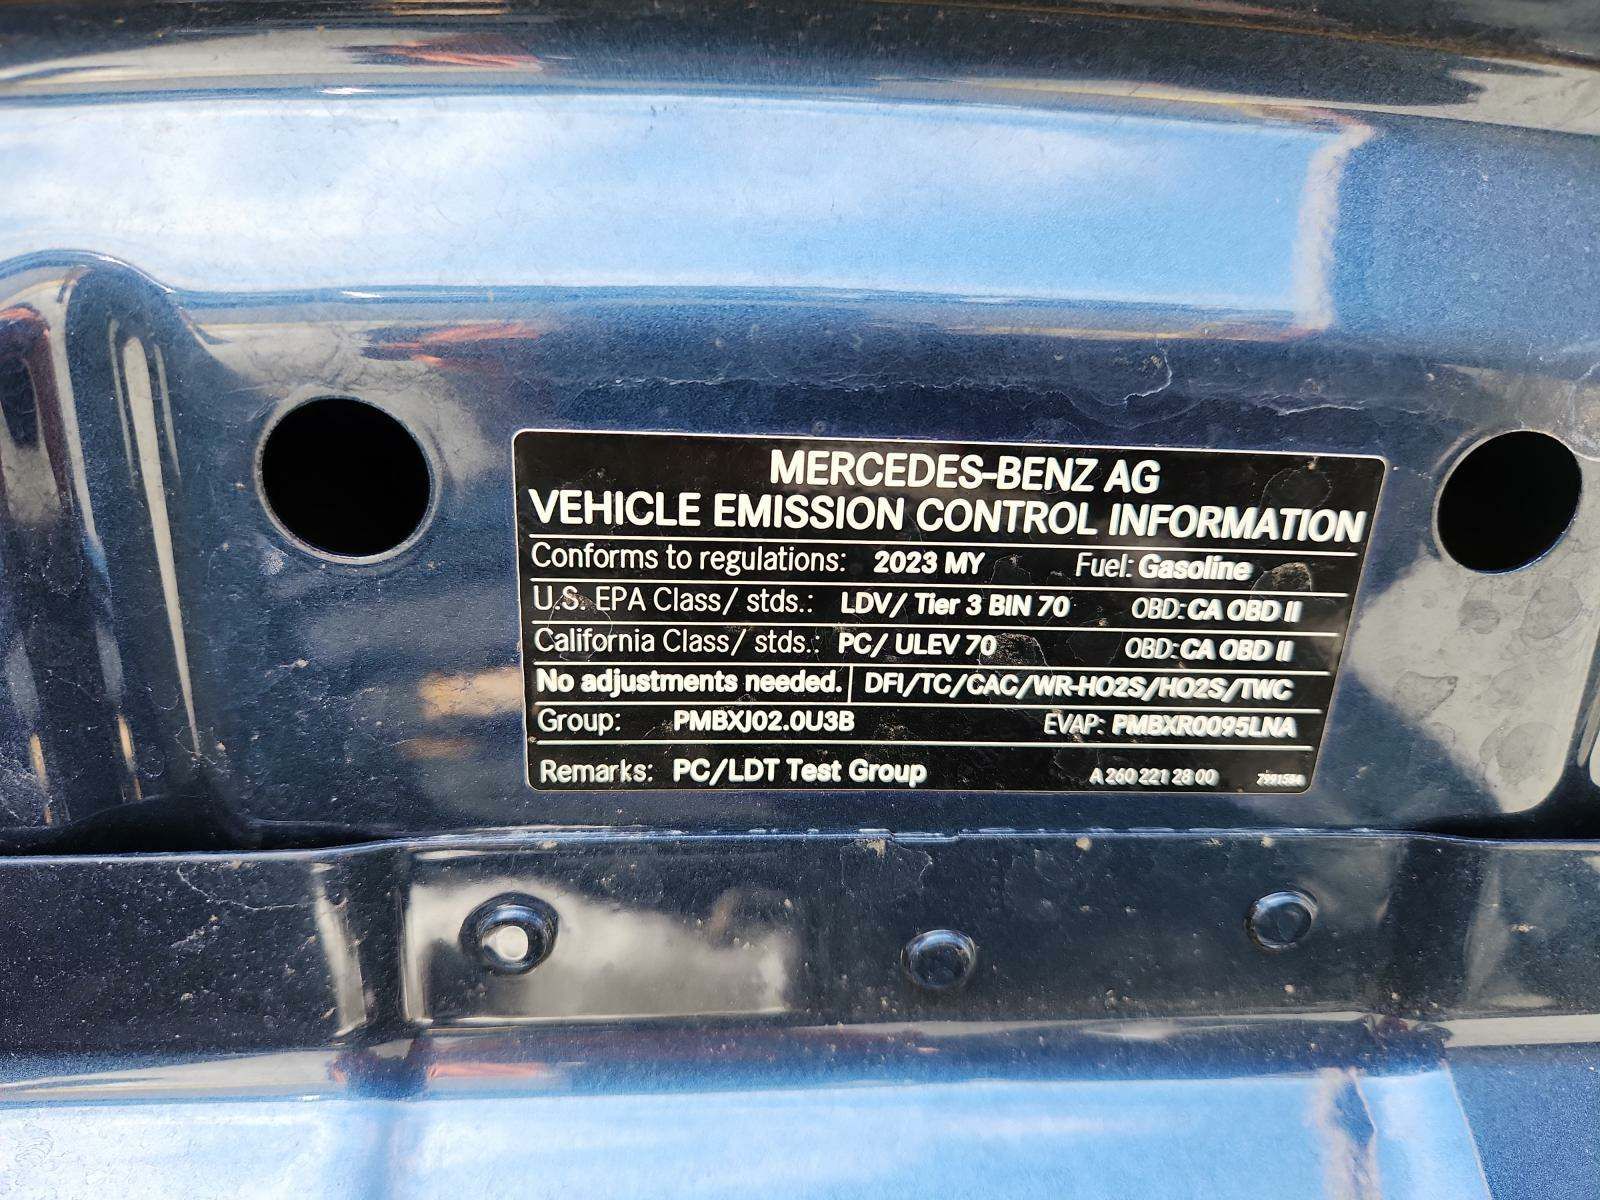 MERCEDES-BENZ AG
VEHICLE EMISSION CONTROL INFORMATION
Conforms to regulations: 2023 MY Fuel: Gasoline
U.S. EPA Class/ stds.: LDV/ Tier 3 BIN 70 OBD: CA OBD II
California Class/ stds.: PC/ ULEV 70 OBD: CA OBD II
No adjustments needed. DFI/TC/CAC/WR-HO2S/HO2S/TWC
Group: PMBXJ02.0U3B EVAP: PMBXR0095LNA
Remarks: PC/LDT Test Group A 260 221 28 00 7991584